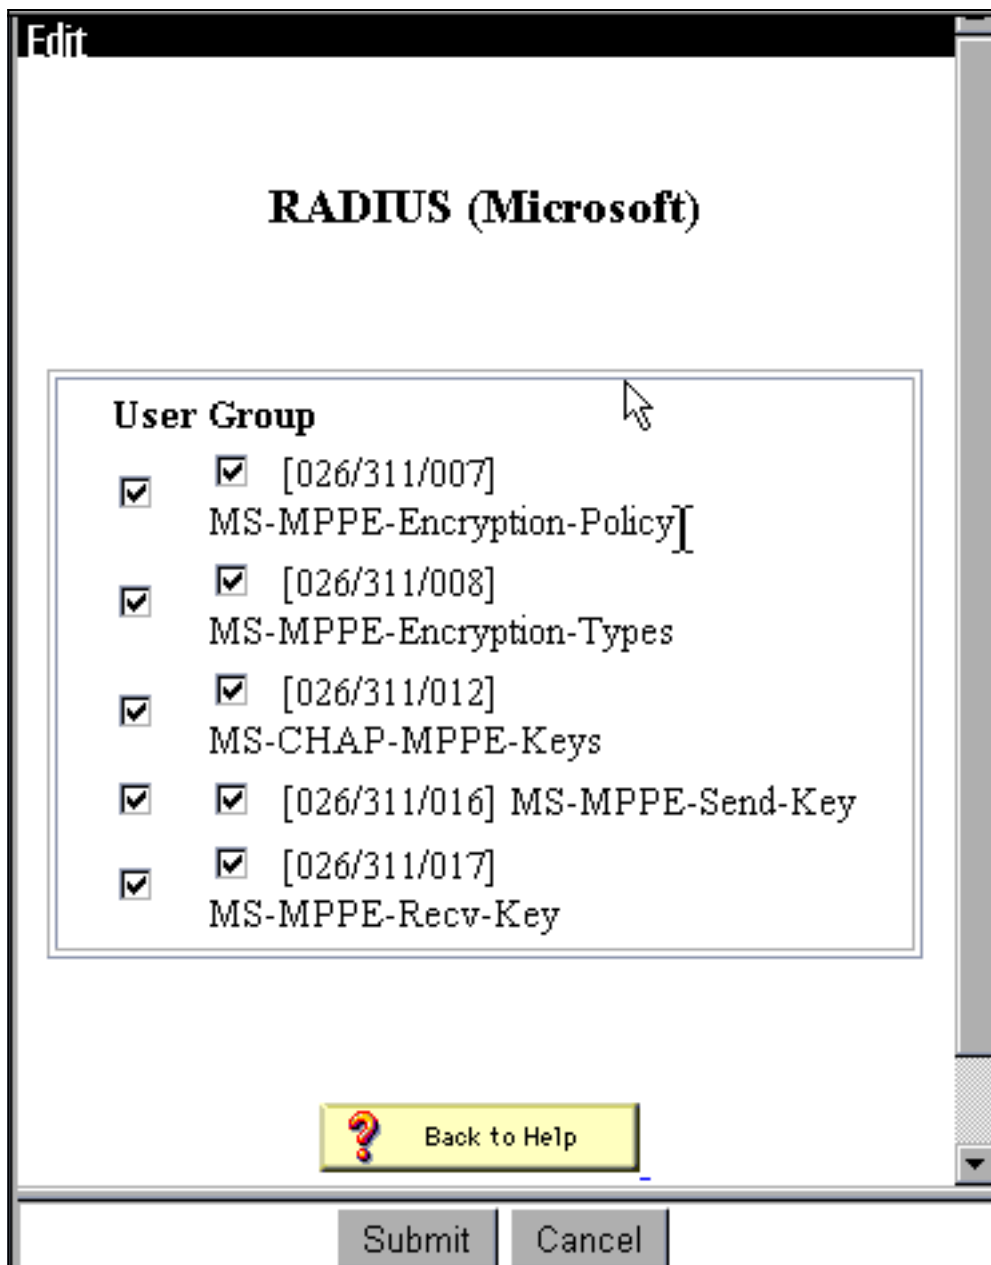 Edit
RADIUS (Microsoft)
User Group
[026/311/007]
MS-MPPE-Encryption-Policy
[026/311/008]
MS-MPPE-Encryption-Types
[026/311/012]
MS-CHAP-MPPE-Keys
[026/311/016] MS-MPPE-Send-Key
[026/311/017]
MS-MPPE-Recv-Key
? Back to Help
Submit Cancel